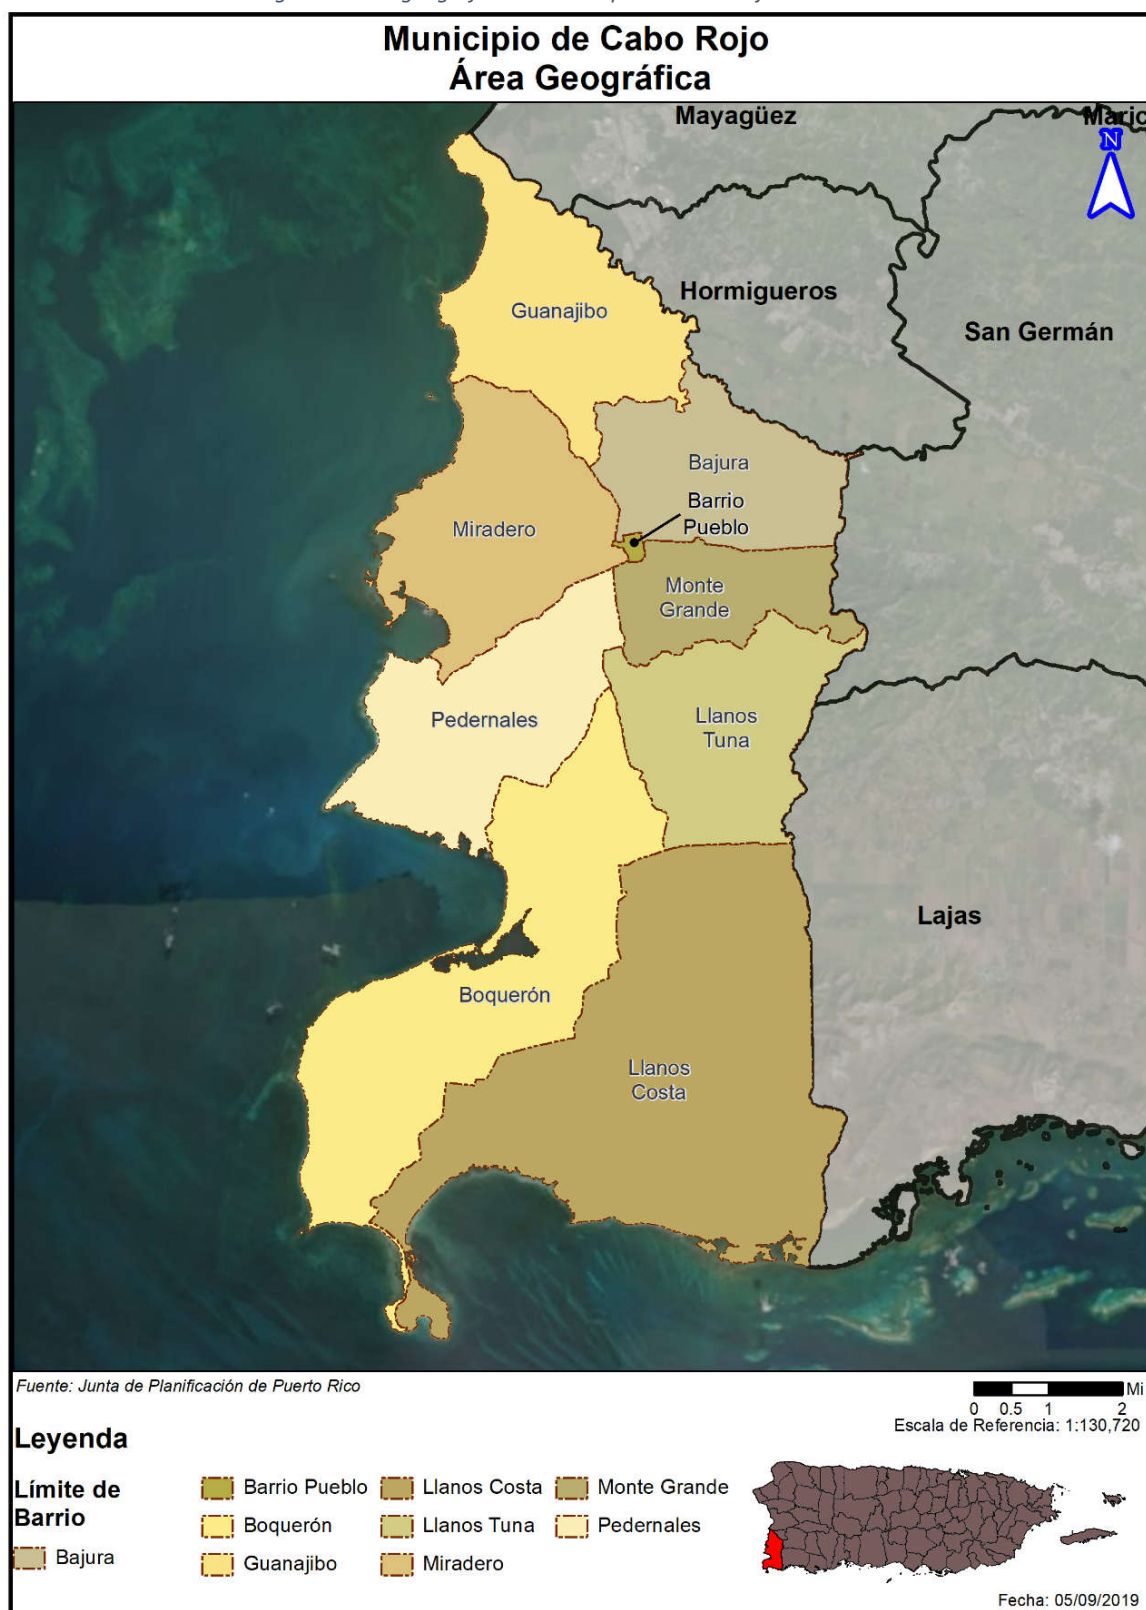 Municipio de Cabo Rojo
Área Geográfica
Mayagüez
N
Hormigueros
San Germán
Guanajibo
Bajura
Barrio
Pueblo
Miradero
Monte
Grande
Pedernales
Llanos
Tuna
Lajas
Boquerón
Llanos
Costa
Fuente: Junta de Planificación de Puerto Rico
Mi
0 0.5 1 2
Escala de Referencia: 1:130,720
Leyenda
Límite de
Barrio
Bajura
Barrio Pueblo
Boquerón
Guanajibo
Llanos Costa
Llanos Tuna
Miradero
Monte Grande
Pedernales
Fecha: 05/09/2019